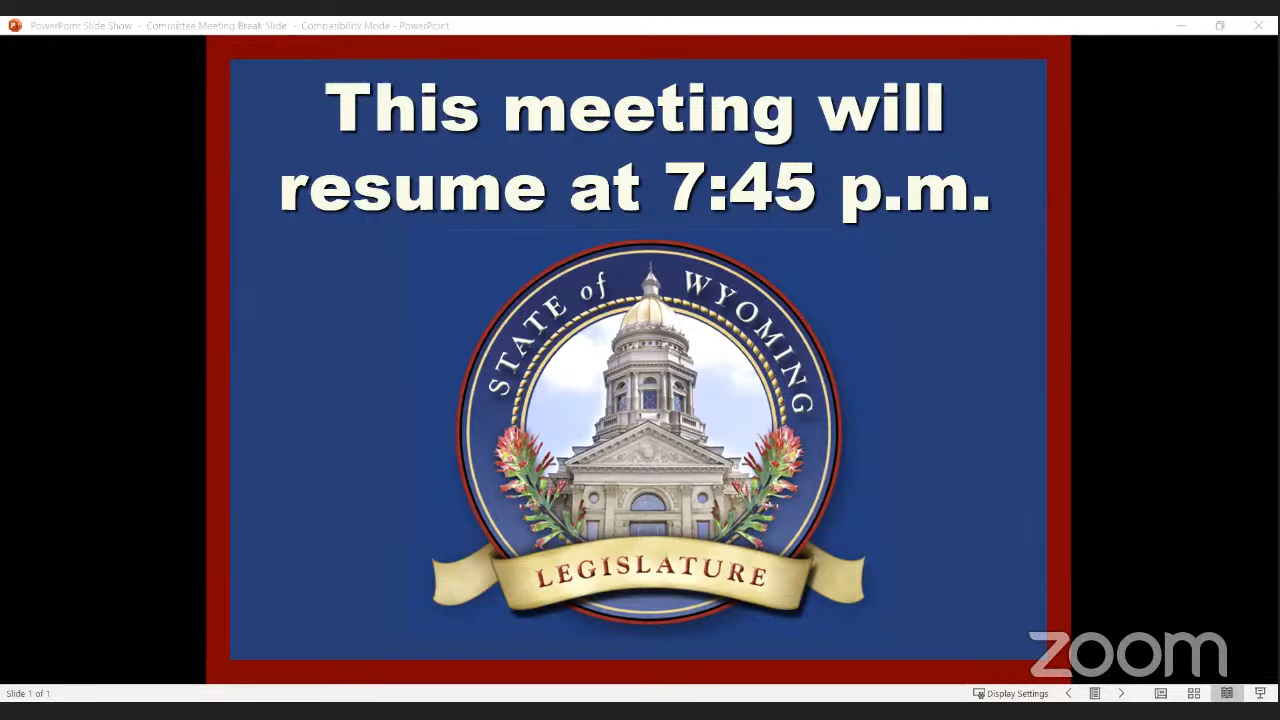 PowerPoint Slide Show - Committee Meeting Break Slide - Compatibility Mode - PowerPoint
This meeting will
resume at 7:45 p.m.
STATE of WYOMING
LEGISLATURE
zoom
Slide 1 of 1
Display Settings